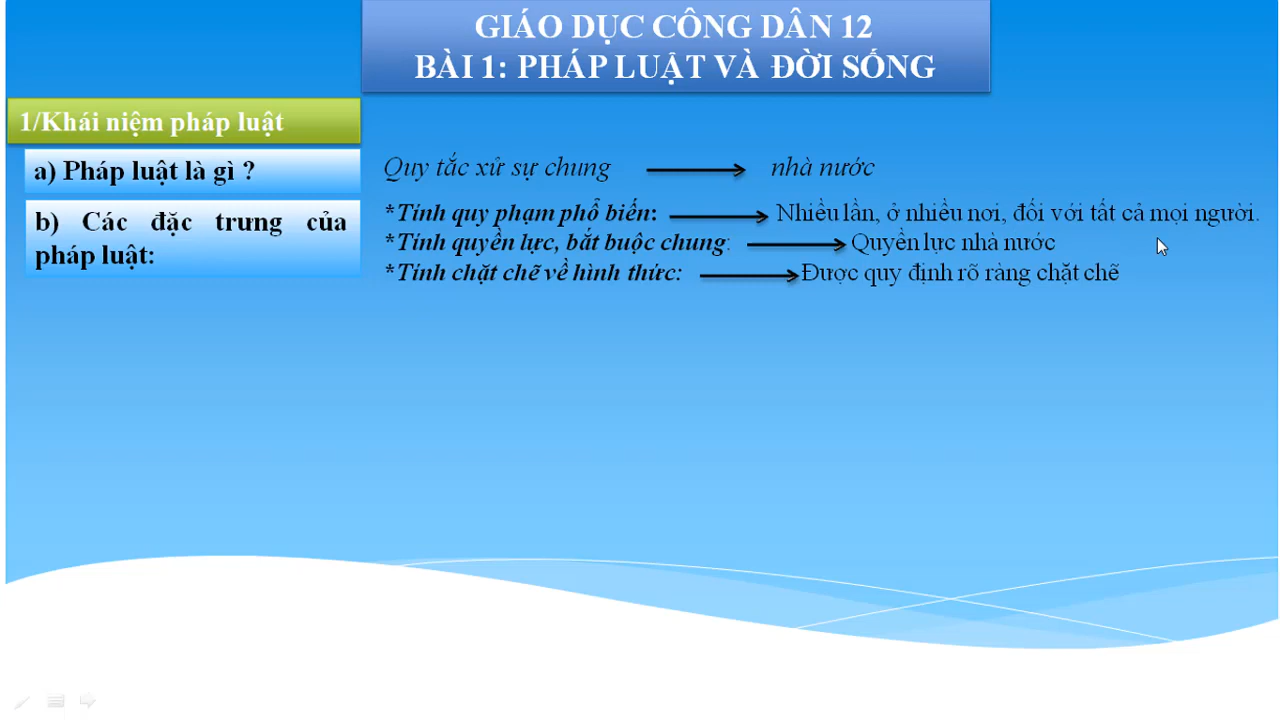 GIÁO DỤC CÔNG DÂN 12
BÀI 1: PHÁP LUẬT VÀ ĐỜI SỐNG
1/Khái niệm pháp luật
a) Pháp luật là gì ?
Quy tắc xử sự chung nhà nước
b) Các đặc trưng của
pháp luật:
*Tính quy phạm phổ biến: Nhiều lần, ở nhiều nơi, đối với tất cả mọi người.
*Tính quyền lực, bắt buộc chung: Quyền lực nhà nước
*Tính chặt chẽ về hình thức: Được quy định rõ ràng chặt chẽ